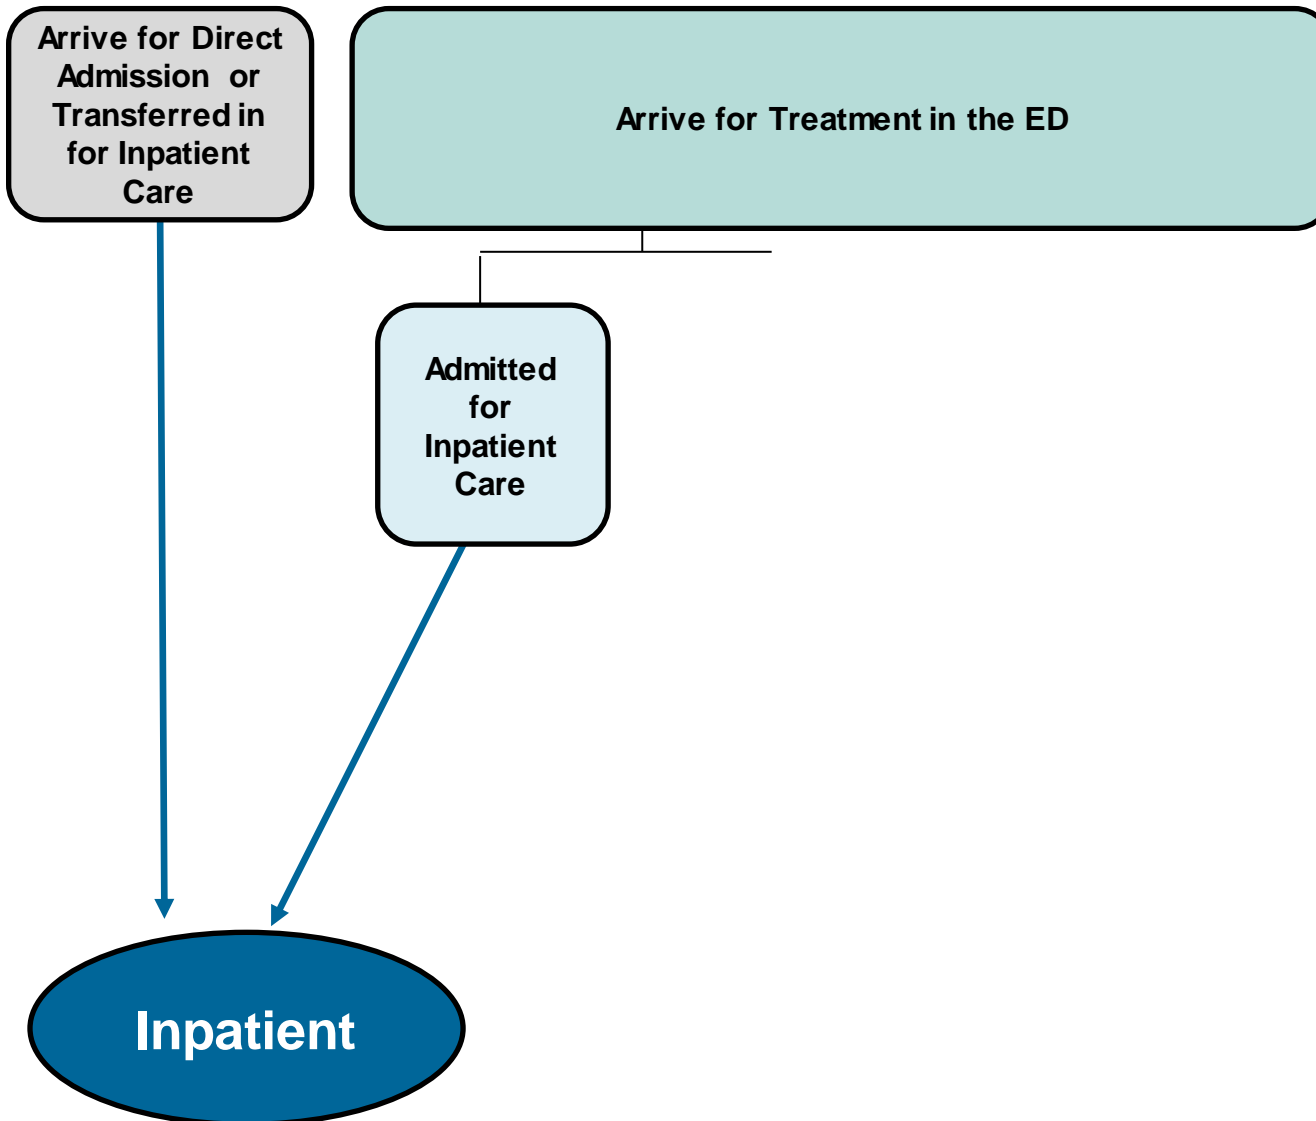 Arrive for Direct
Admission or
Transferred in
for Inpatient
Care
Arrive for Treatment in the ED
Admitted
for
Inpatient
Care
Inpatient